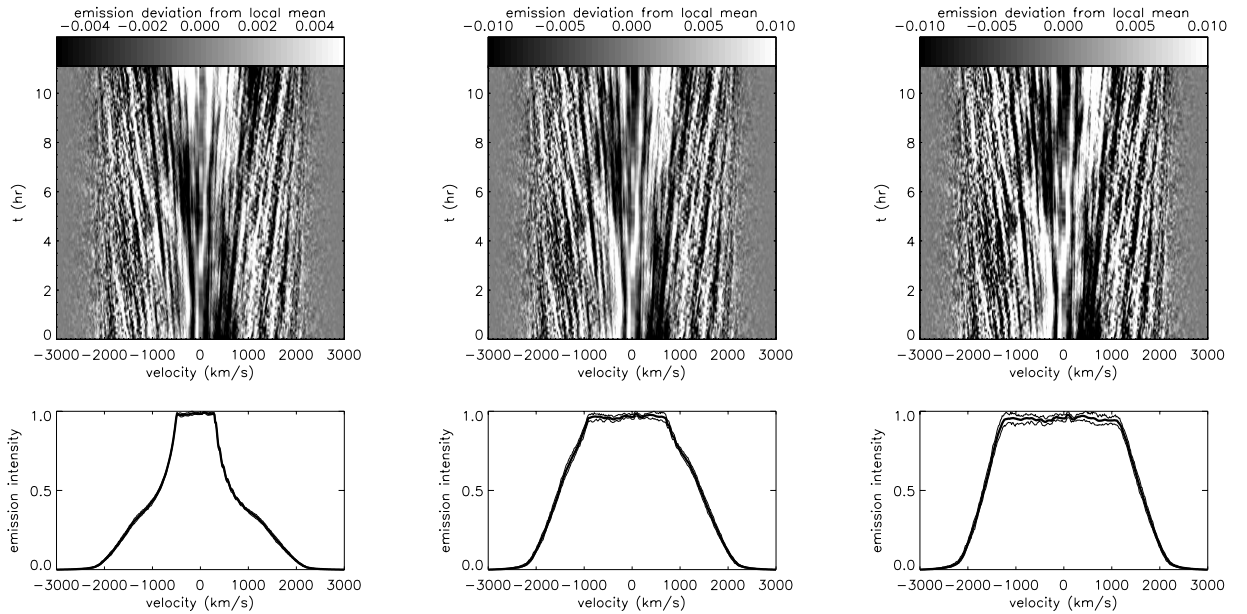 emission deviation from local mean
−0.004 −0.002 0.000 0.002 0.004
10
8
6
4
2
0
t (hr)
−3000 −2000 −1000 0 1000 2000 3000
velocity (km/s)
emission deviation from local mean
−0.010 −0.005 0.000 0.005 0.010
10
8
6
4
2
0
t (hr)
−3000 −2000 −1000 0 1000 2000 3000
velocity (km/s)
emission deviation from local mean
−0.010 −0.005 0.000 0.005 0.010
10
8
6
4
2
0
t (hr)
−3000 −2000 −1000 0 1000 2000 3000
velocity (km/s)
1.0
0.5
0.0
emission intensity
−3000 −2000 −1000 0 1000 2000 3000
velocity (km/s)
1.0
0.5
0.0
emission intensity
−3000 −2000 −1000 0 1000 2000 3000
velocity (km/s)
1.0
0.5
0.0
emission intensity
−3000 −2000 −1000 0 1000 2000 3000
velocity (km/s)